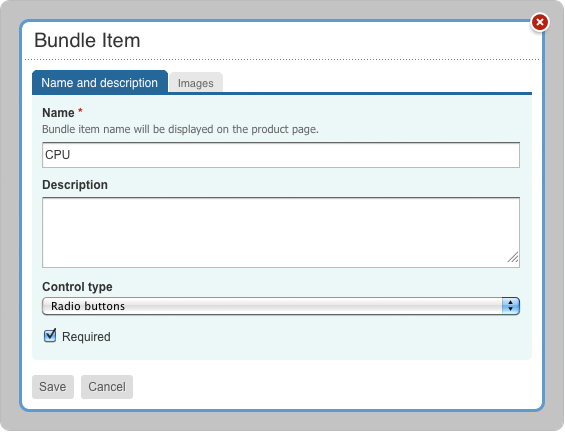 Bundle Item
Name and description
Images
Name *
Bundle item name will be displayed on the product page.
CPU
Description
Control type
Radio buttons
Required
Save
Cancel